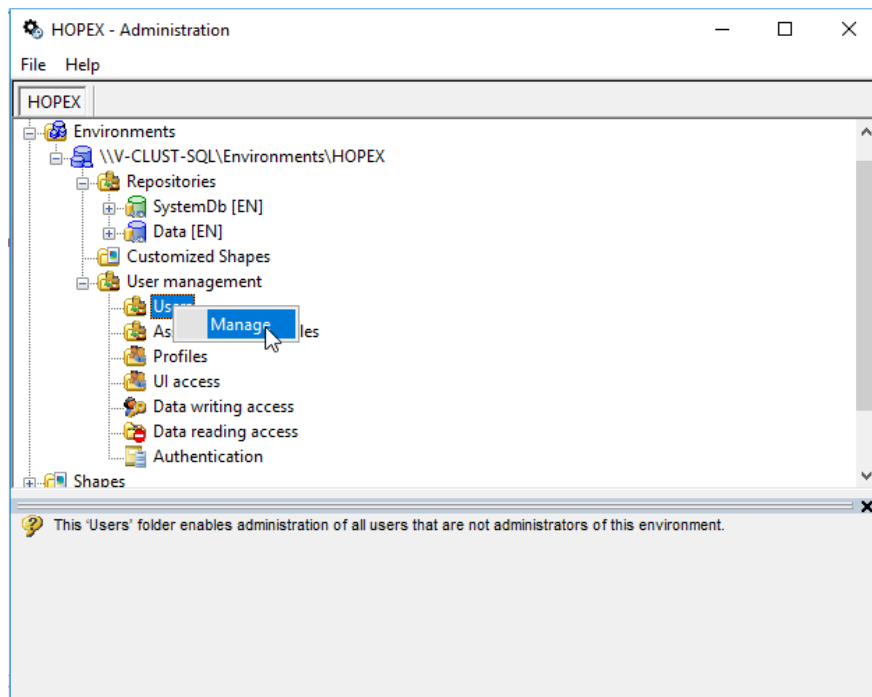 HOPEX - Administration
File Help
HOPEX
Environments
\\V-CLUST-SQL\Environments\HOPEX
Repositories
SystemDb [EN]
Data [EN]
Customized Shapes
User management
Users
Manage
Profiles
UI access
Data writing access
Data reading access
Authentication
Shapes
This 'Users' folder enables administration of all users that are not administrators of this environment.